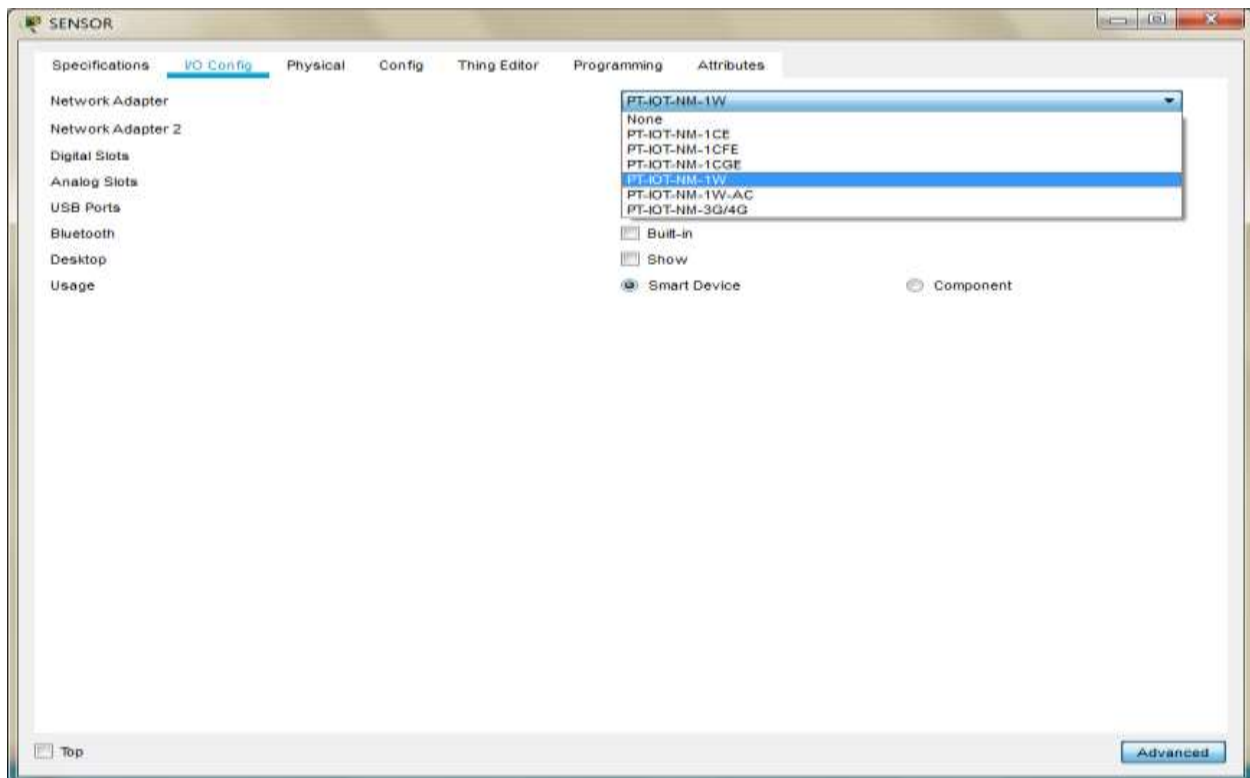 SENSOR
Specifications I/O Config Physical Config Thing Editor Programming Attributes
Network Adapter PT-IOT-NM-1W
None
Network Adapter 2
PT-IOT-NM-1CE
PT-IOT-NM-1CFE
Digital Slots
PT-IOT-NM-1CGE
Analog Slots PT-IOT-NM-1W
PT-IOT-NM-1W-AC
USB Ports PT-IOT-NM-3G/4G
Bluetooth Built-in
Desktop Show
Usage Smart Device Component
Top Advanced